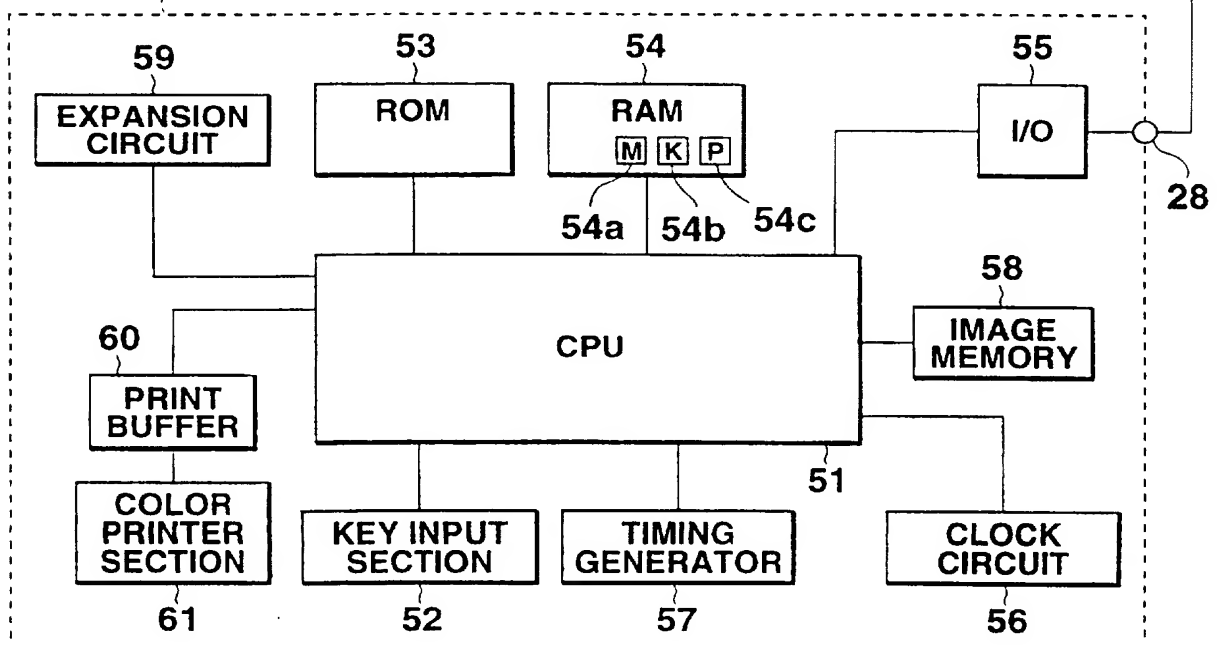 59
EXPANSION
CIRCUIT
53
ROM
54
RAM
M K P
54a 54b 54c
55
I/O
28
CPU
51
58
IMAGE
MEMORY
60
PRINT
BUFFER
COLOR
PRINTER
SECTION
61
KEY INPUT
SECTION
52
TIMING
GENERATOR
57
CLOCK
CIRCUIT
56